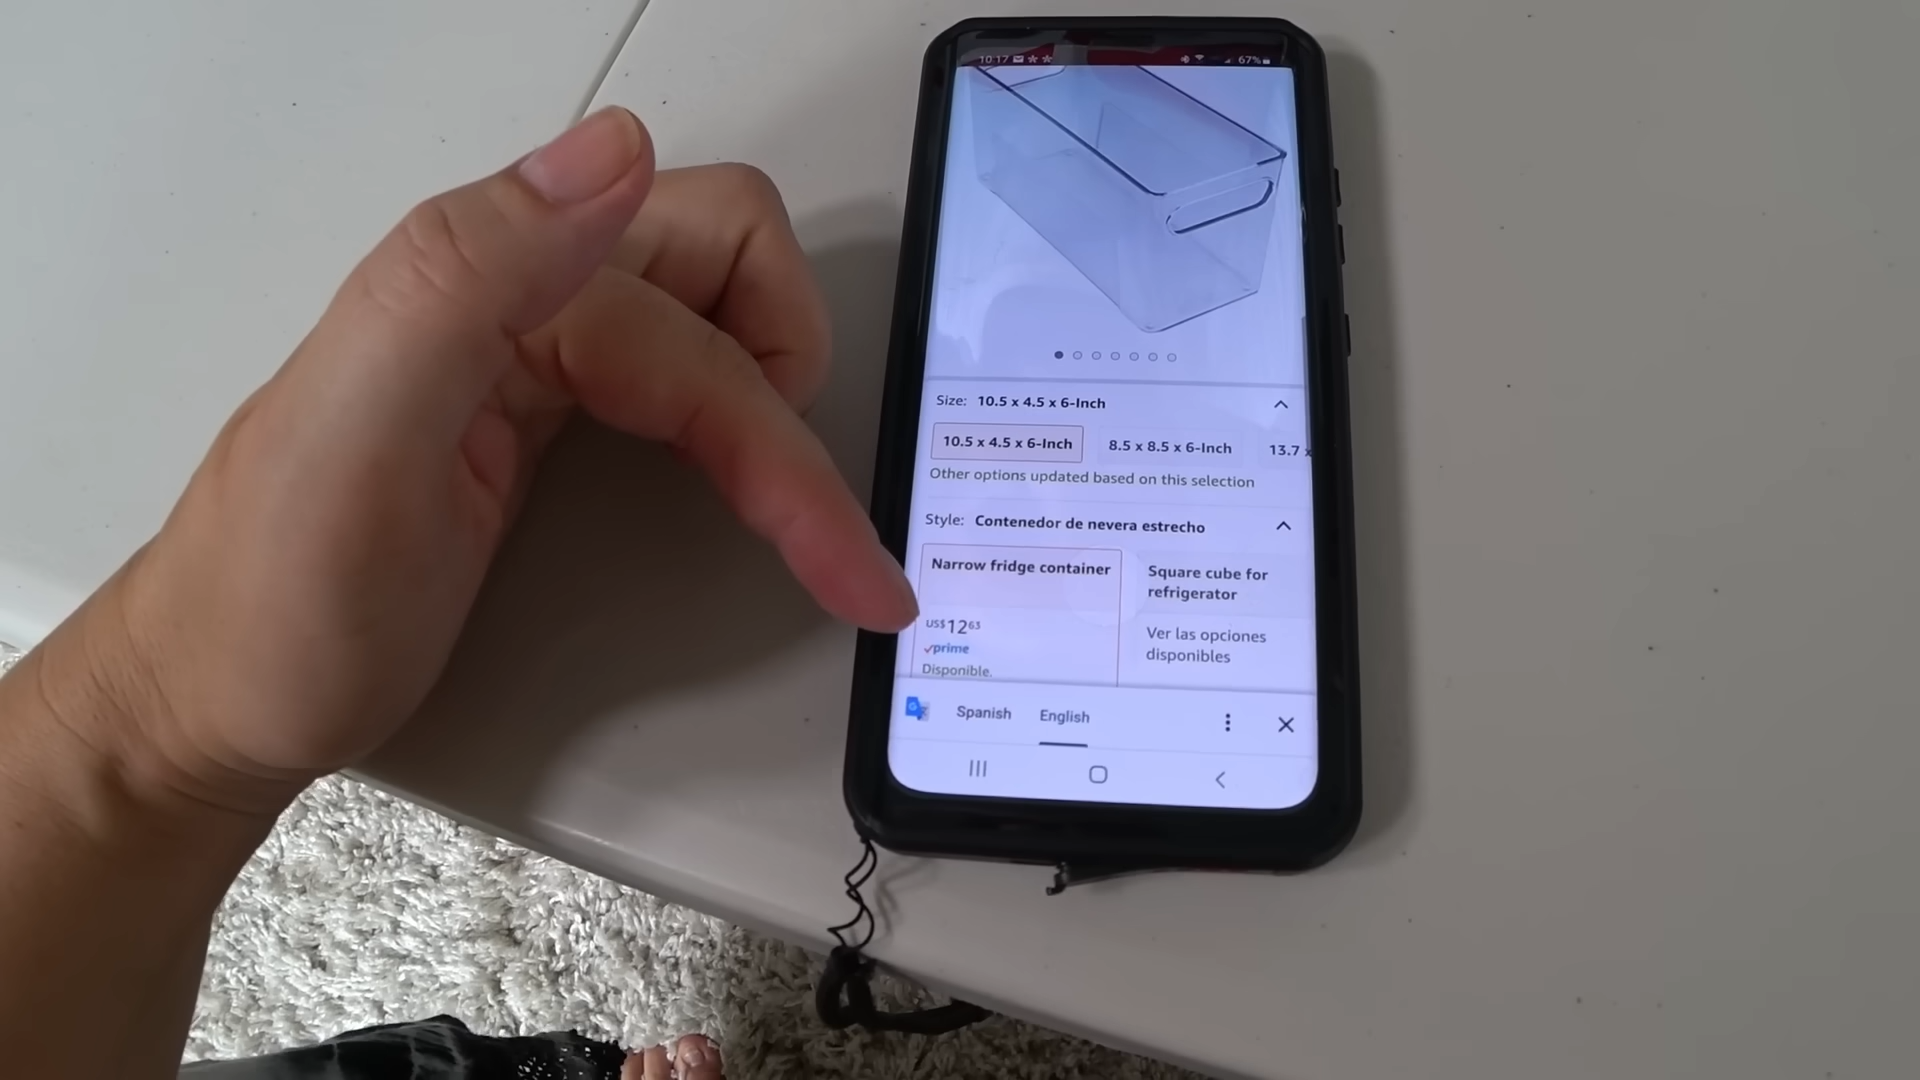 10 17 67%
Size: 10.5 x 4.5 x 6-Inch
10.5 x 4.5 x 6-Inch 8.5 x 8.5 x 6-Inch 13.7 x
Other options updated based on this selection
Style: Contenedor de nevera estrecho
Narrow fridge container
US$12 63
prime
Disponible.
Square cube for
refrigerator
Ver las opciones
disponibles
Spanish English